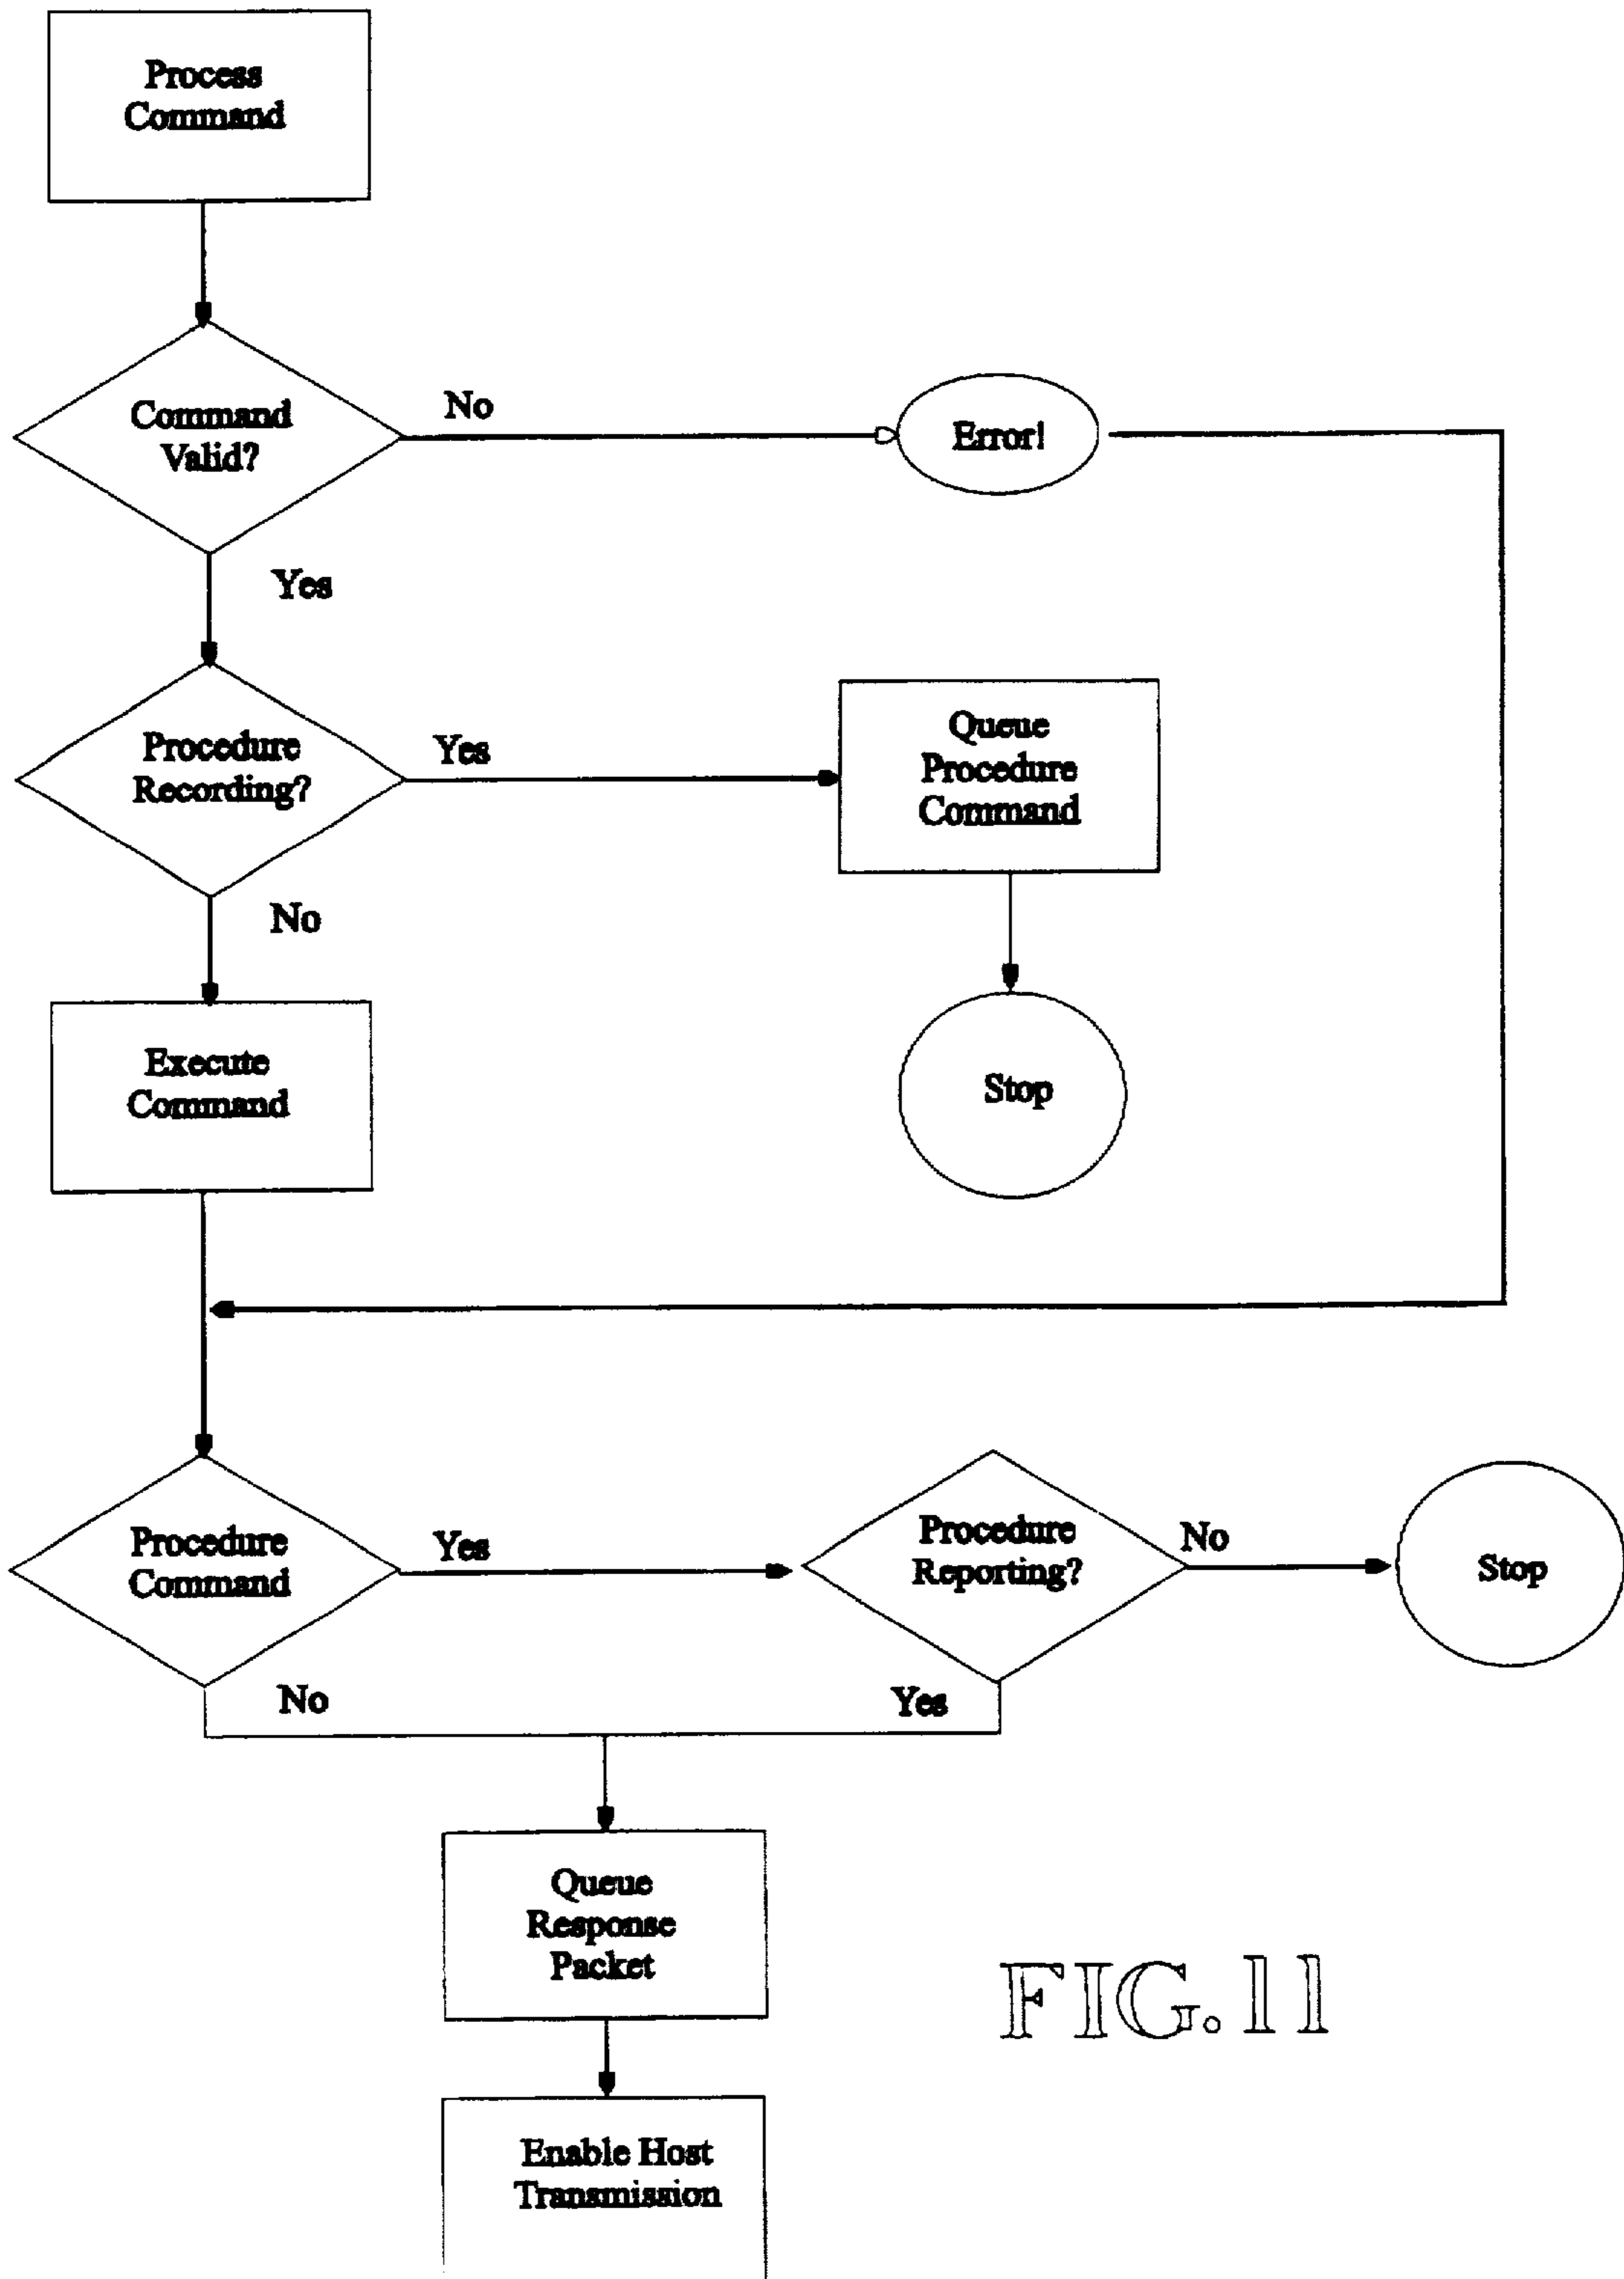 Process
Command
Command
Valid?
No
Error!
Yes
Procedure
Recording?
Yes
Queue
Procedure
Command
No
Stop
Execute
Command
Procedure
Command
Yes
Procedure
Reporting?
No
Stop
No
Yes
Queue
Response
Packet
Enable Host
Transmission
FIG.11